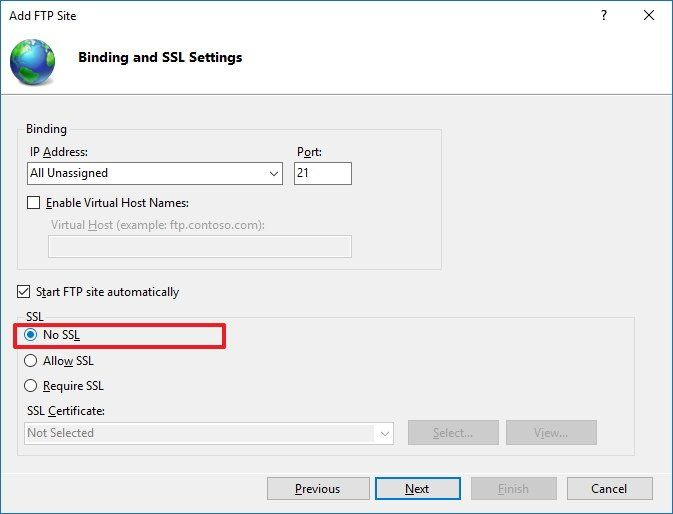 Add FTP Site
Binding and SSL Settings
Binding
IP Address:
Port:
All Unassigned
21
Enable Virtual Host Names:
Virtual Host (example: ftp.contoso.com):
Start FTP site automatically
SSL
No SSL
Allow SSL
Require SSL
SSL Certificate:
Not Selected
Select...
View...
Previous
Next
Finish
Cancel